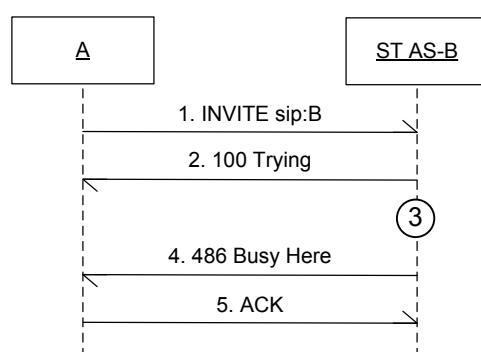 A
ST AS-B
1. INVITE sip:B
2. 100 Trying
3
4. 486 Busy Here
5. ACK